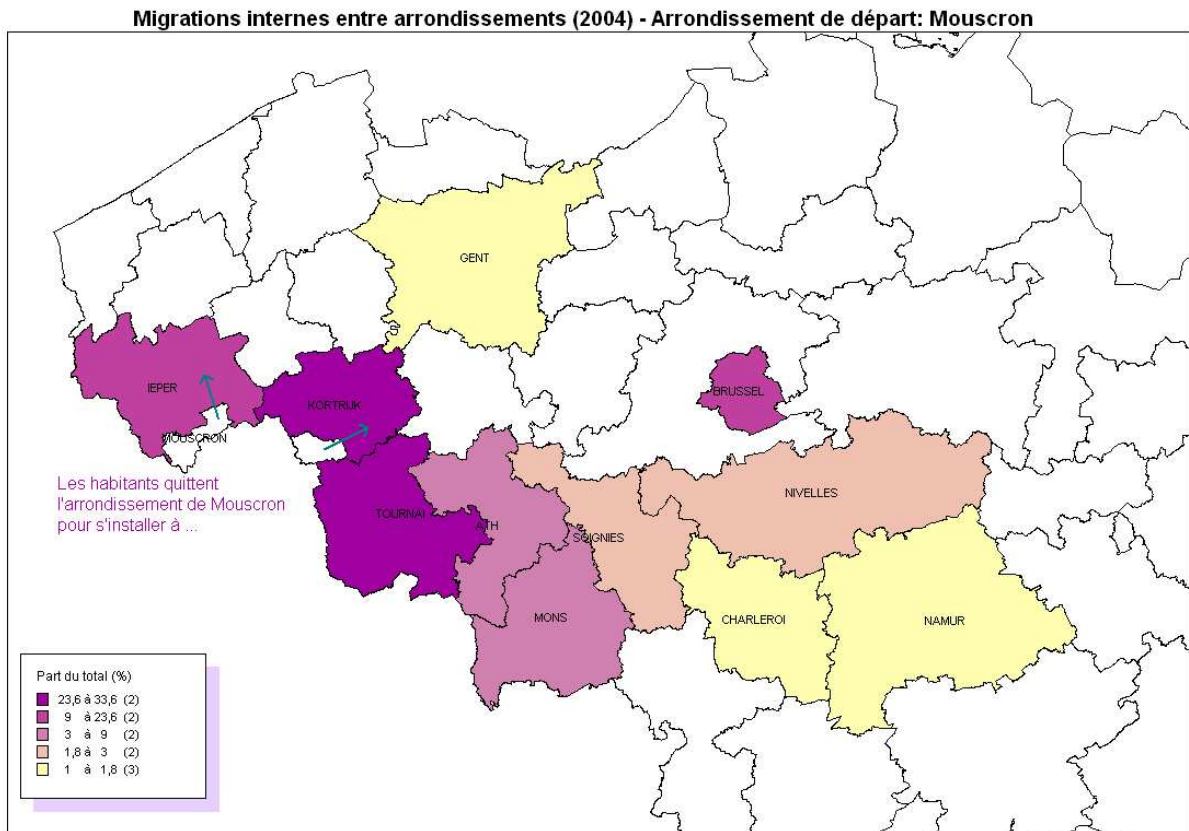 Migrations internes entre arrondissements (2004) - Arrondissement de départ: Mouscron
GENT
IEPER
BRUSSEL
KORTRIJK
MOUSCRON
Les habitants quittent
l'arrondissement de Mouscron
pour s'installer à ...
NIVELLES
TOURNAI
ATH
SOIGNIES
MONS
CHARLEROI
NAMUR
Part du total (%)
23,6 à 33,6 (2)
9 à 23,6 (2)
3 à 9 (2)
1,8 à 3 (2)
1 à 1,8 (3)